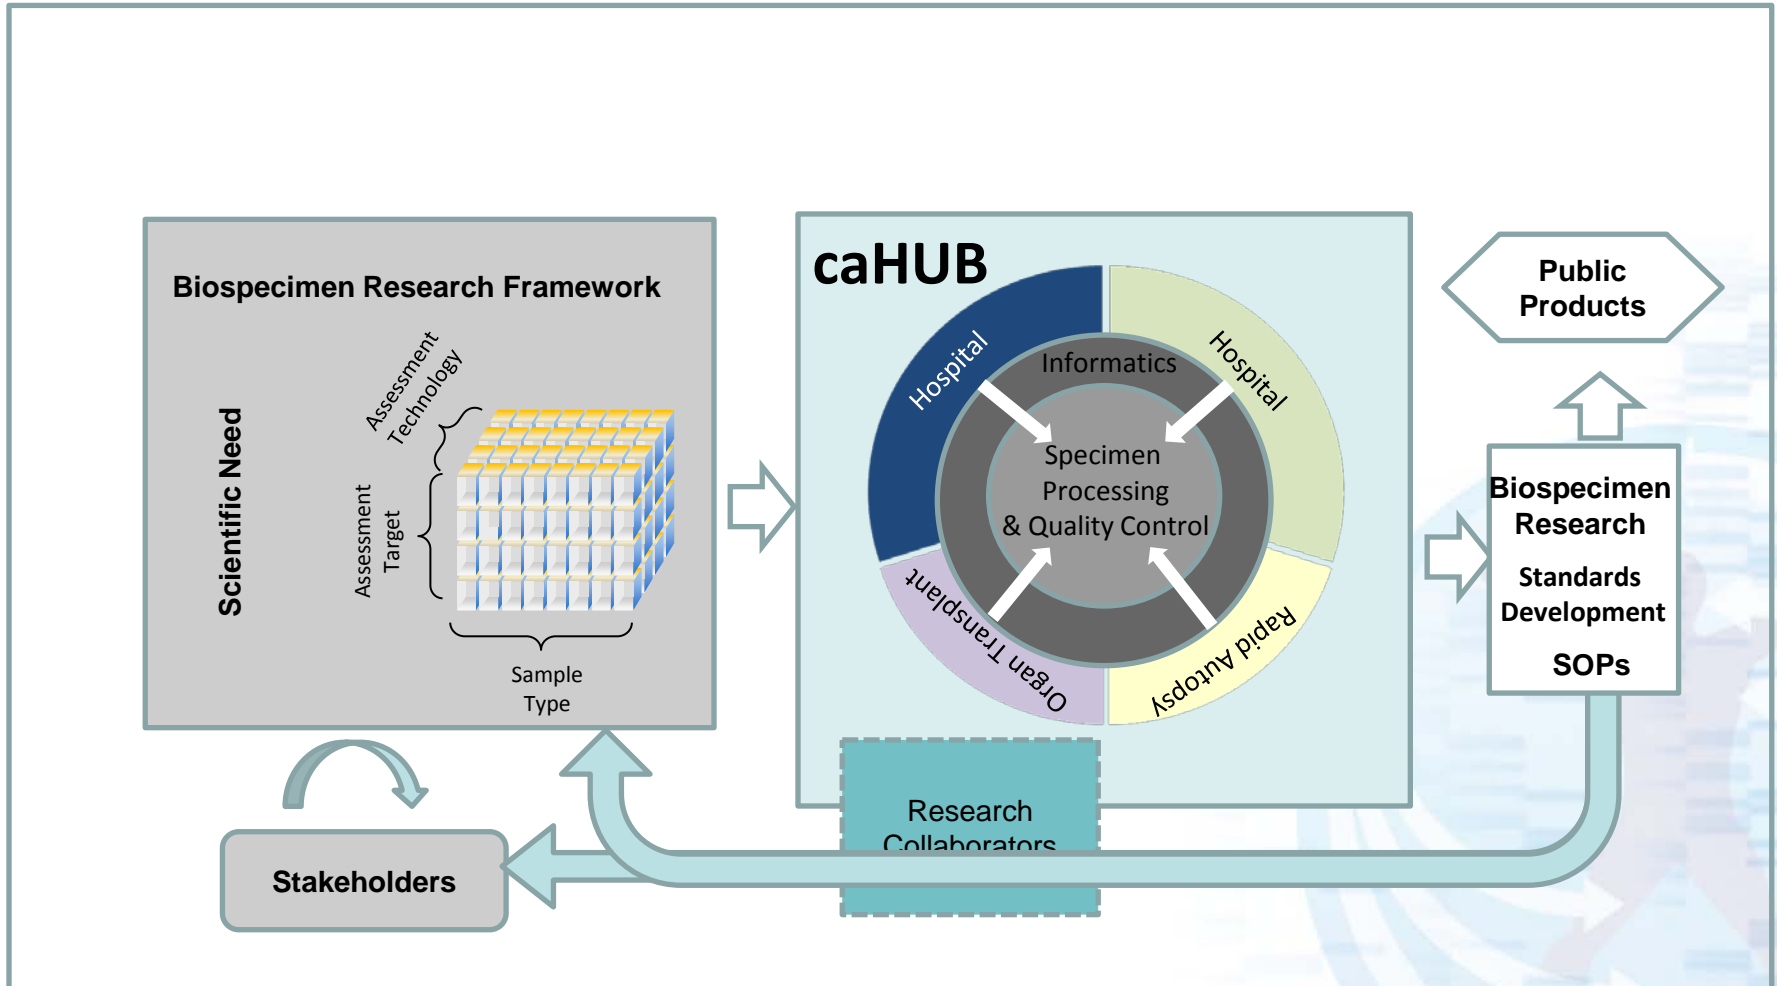 Biospecimen Research Framework
Scientific Need
Assessment
Technology
Assessment
Target
Sample
Type
caHUB
Hospital
Hospital
Informatics
Specimen
Processing
& Quality Control
Organ Transplant
Rapid Autopsy
Research
Collaborators
Public
Products
Biospecimen
Research
Standards
Development
SOPs
Stakeholders